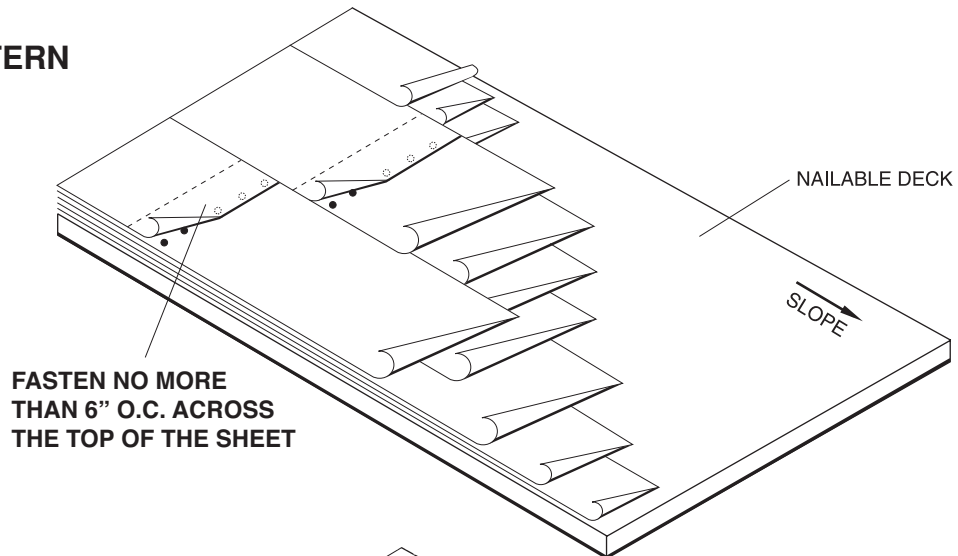 TERN
NAILABLE DECK
SLOPE
FASTEN NO MORE
THAN 6” O.C. ACROSS
THE TOP OF THE SHEET